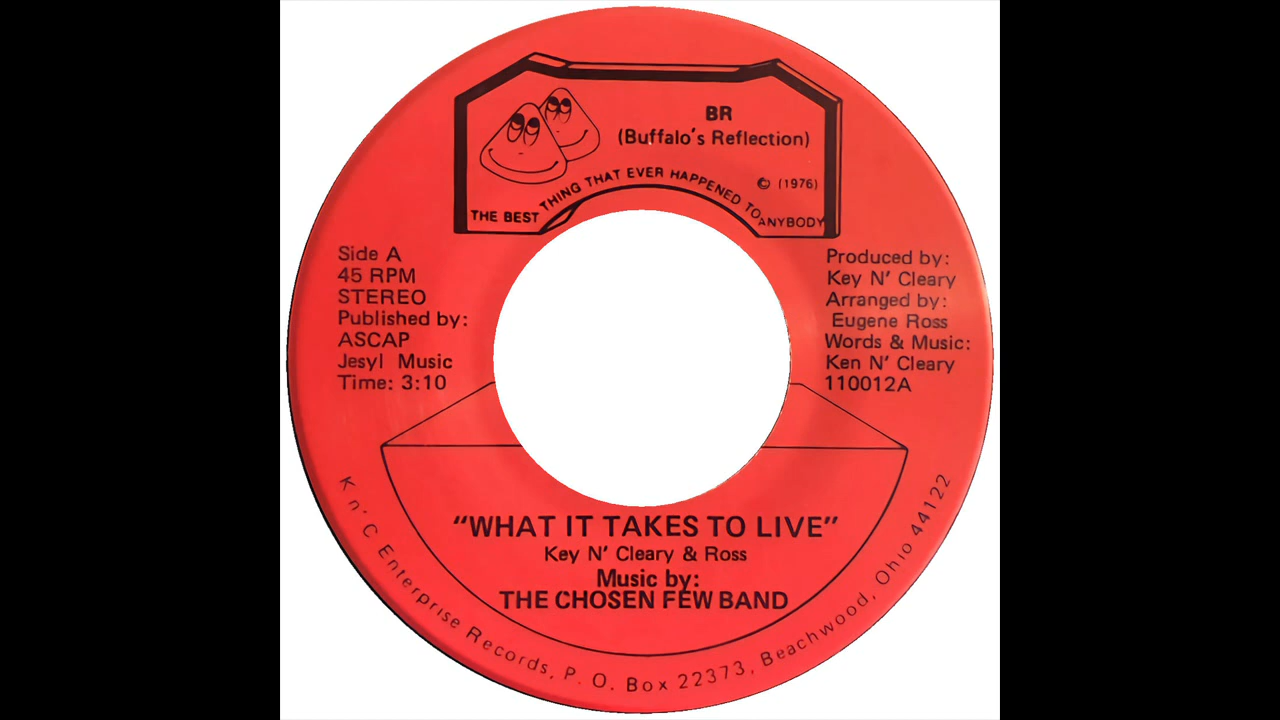 BR
(Buffalo's Reflection)
© (1976)
THE BEST THING THAT EVER HAPPENED TO ANYBODY
Side A
45 RPM
STEREO
Published by:
ASCAP
Jesyl Music
Time: 3:10
Produced by:
Key N' Cleary
Arranged by:
Eugene Ross
Words & Music:
Ken N' Cleary
110012A
"WHAT IT TAKES TO LIVE"
Key N' Cleary & Ross
Music by:
THE CHOSEN FEW BAND
K n' C Enterprise Records, P. O. Box 22373, Beachwood, Ohio 44122